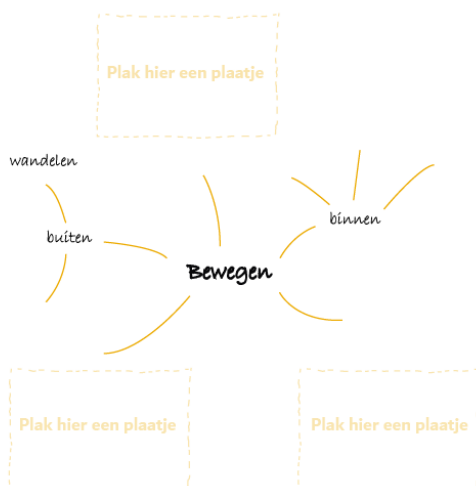 Plak hier een plaatje
wandelen
binnen
buiten
Bewegen
Plak hier een plaatje
Plak hier een plaatje